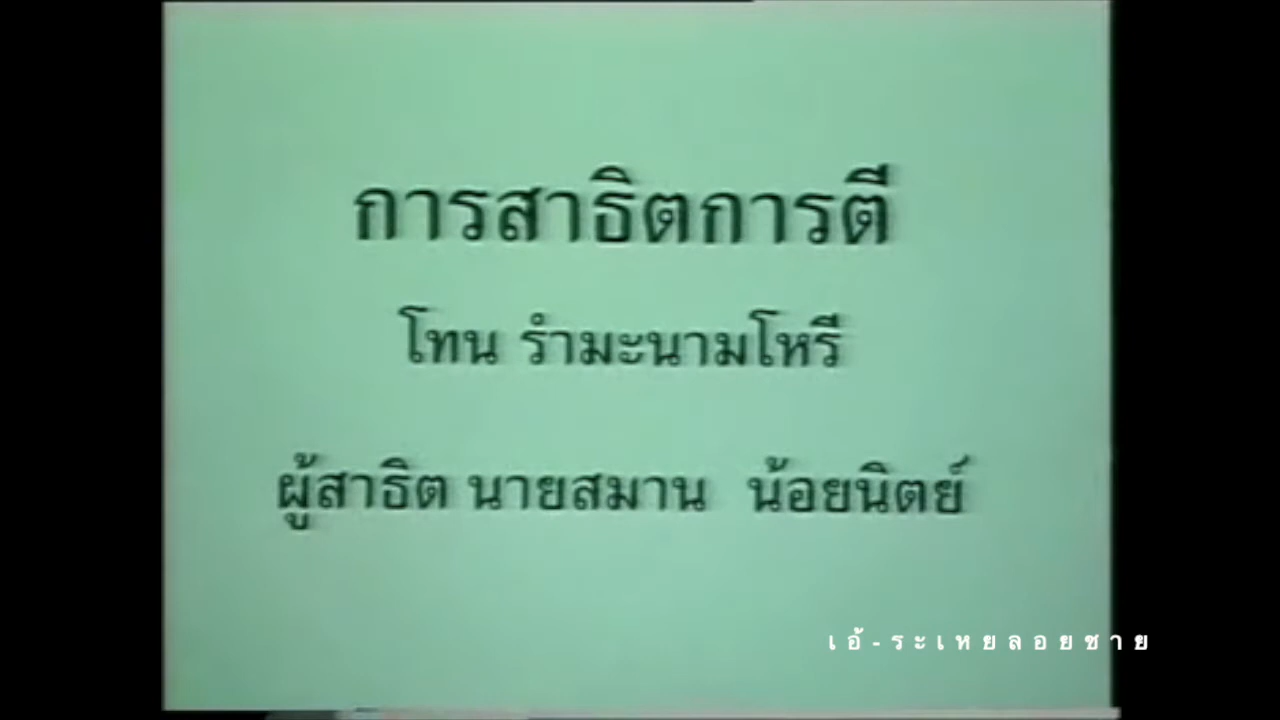 การสาธิตการตี
โทน รำมะนามโหรี
ผู้สาธิต นายสมาน น้อยนิตย์
เอ้-ระเหยลอยชาย